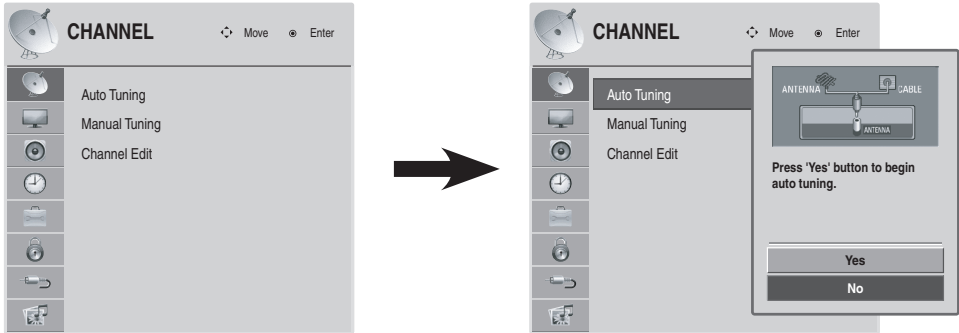 CHANNEL Move Enter
Auto Tuning
Manual Tuning
Channel Edit
CHANNEL Move Enter
Auto Tuning
Manual Tuning
Channel Edit
ANTENNA CABLE
ANTENNA
Press 'Yes' button to begin
auto tuning.
Yes
No